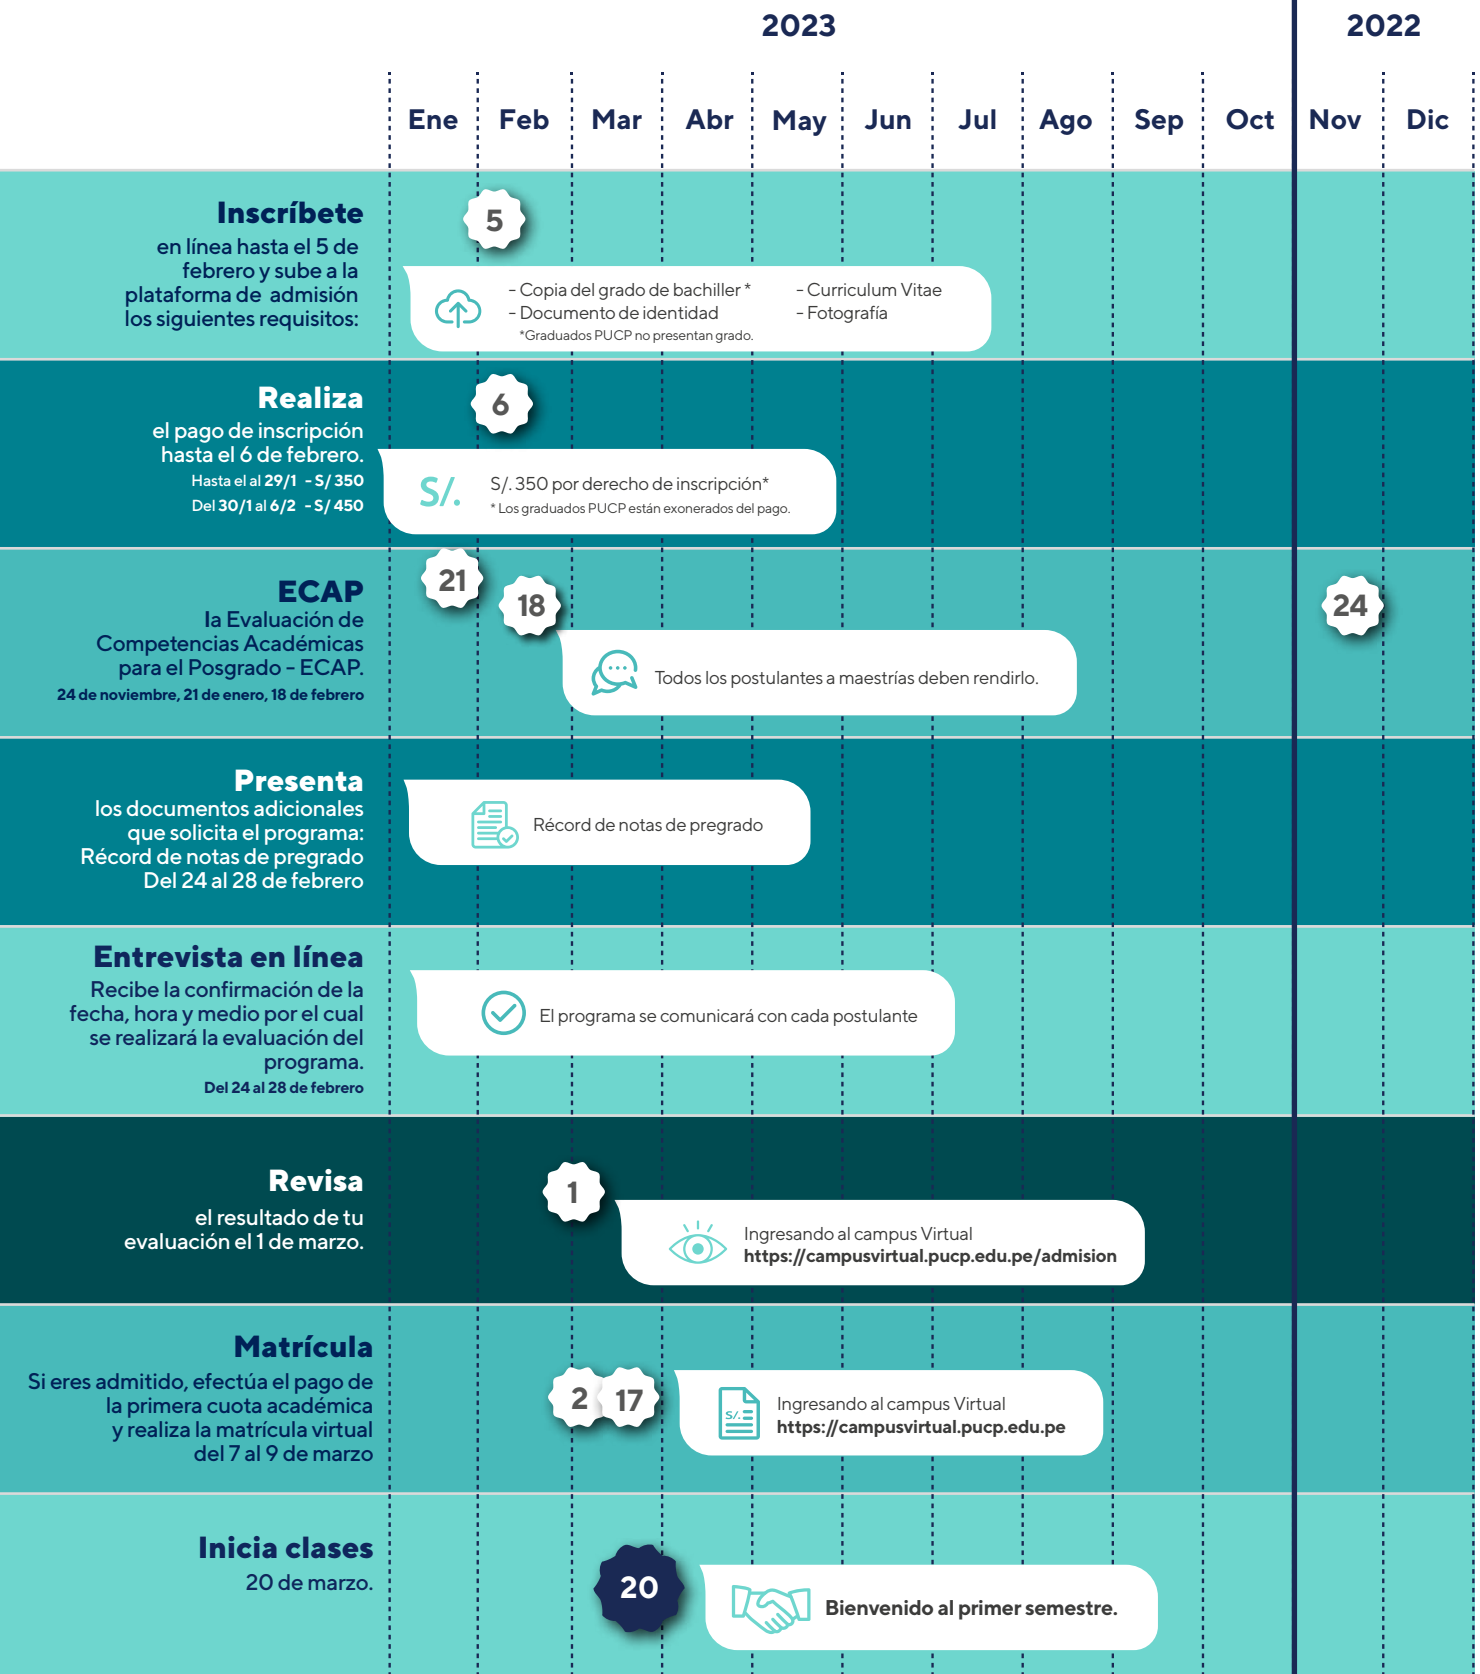 2023
2022
Ene Feb Mar Abr May Jun Jul Ago Sep Oct Nov Dic
Inscríbete
en línea hasta el 5 de
febrero y sube a la
plataforma de admisión
los siguientes requisitos:
5
- Copia del grado de bachiller *
- Documento de identidad
*Graduados PUCP no presentan grado.
- Curriculum Vitae
- Fotografía
Realiza
el pago de inscripción
hasta el 6 de febrero.
Hasta el al 29/1 - S/ 350
Del 30/1 al 6/2 - S/ 450
6
S/.
S/. 350 por derecho de inscripción*
* Los graduados PUCP están exonerados del pago.
ECAP
la Evaluación de
Competencias Académicas
para el Posgrado - ECAP.
24 de noviembre, 21 de enero, 18 de febrero
21
18
24
Todos los postulantes a maestrías deben rendirlo.
Presenta
los documentos adicionales
que solicita el programa:
Récord de notas de pregrado
Del 24 al 28 de febrero
Récord de notas de pregrado
Entrevista en línea
Recibe la confirmación de la
fecha, hora y medio por el cual
se realizará la evaluación del
programa.
Del 24 al 28 de febrero
El programa se comunicará con cada postulante
Revisa
el resultado de tu
evaluación el 1 de marzo.
1
Ingresando al campus Virtual
https://campusvirtual.pucp.edu.pe/admision
Matrícula
Si eres admitido, efectúa el pago de
la primera cuota académica
y realiza la matrícula virtual
del 7 al 9 de marzo
2
17
S/.
Ingresando al campus Virtual
https://campusvirtual.pucp.edu.pe
Inicia clases
20 de marzo.
20
Bienvenido al primer semestre.